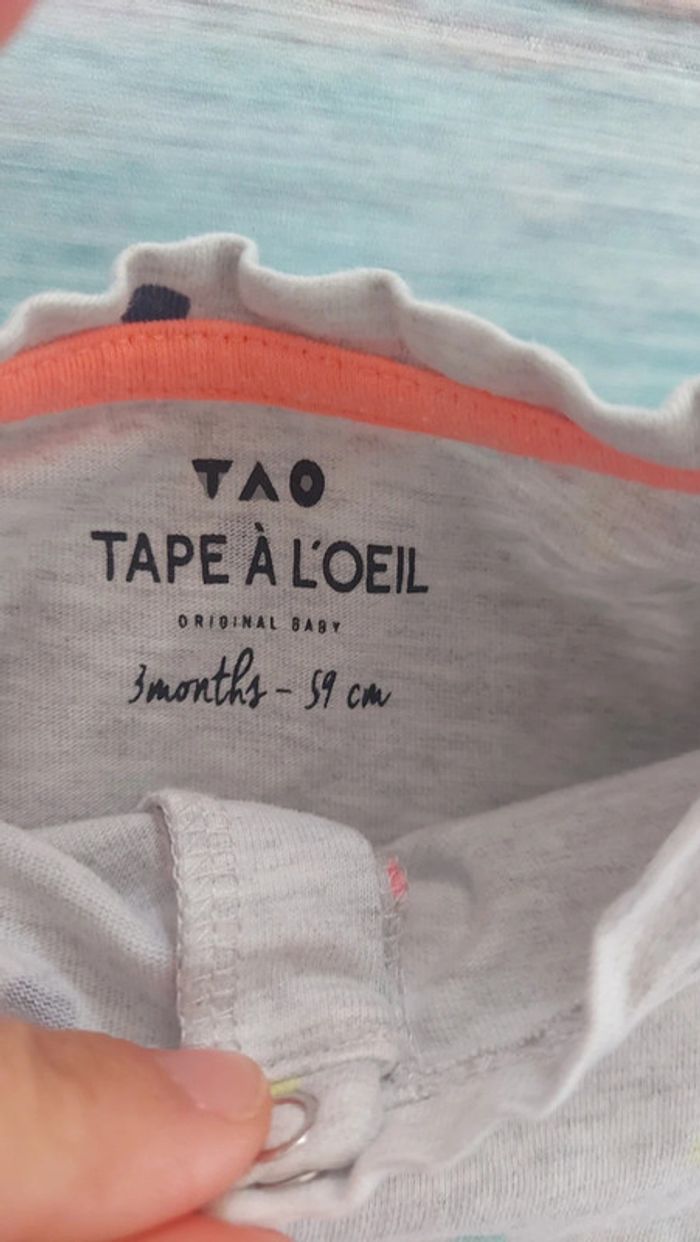 TAO
TAPE À L'OEIL
ORIGINAL BABY
3months - 59 cm